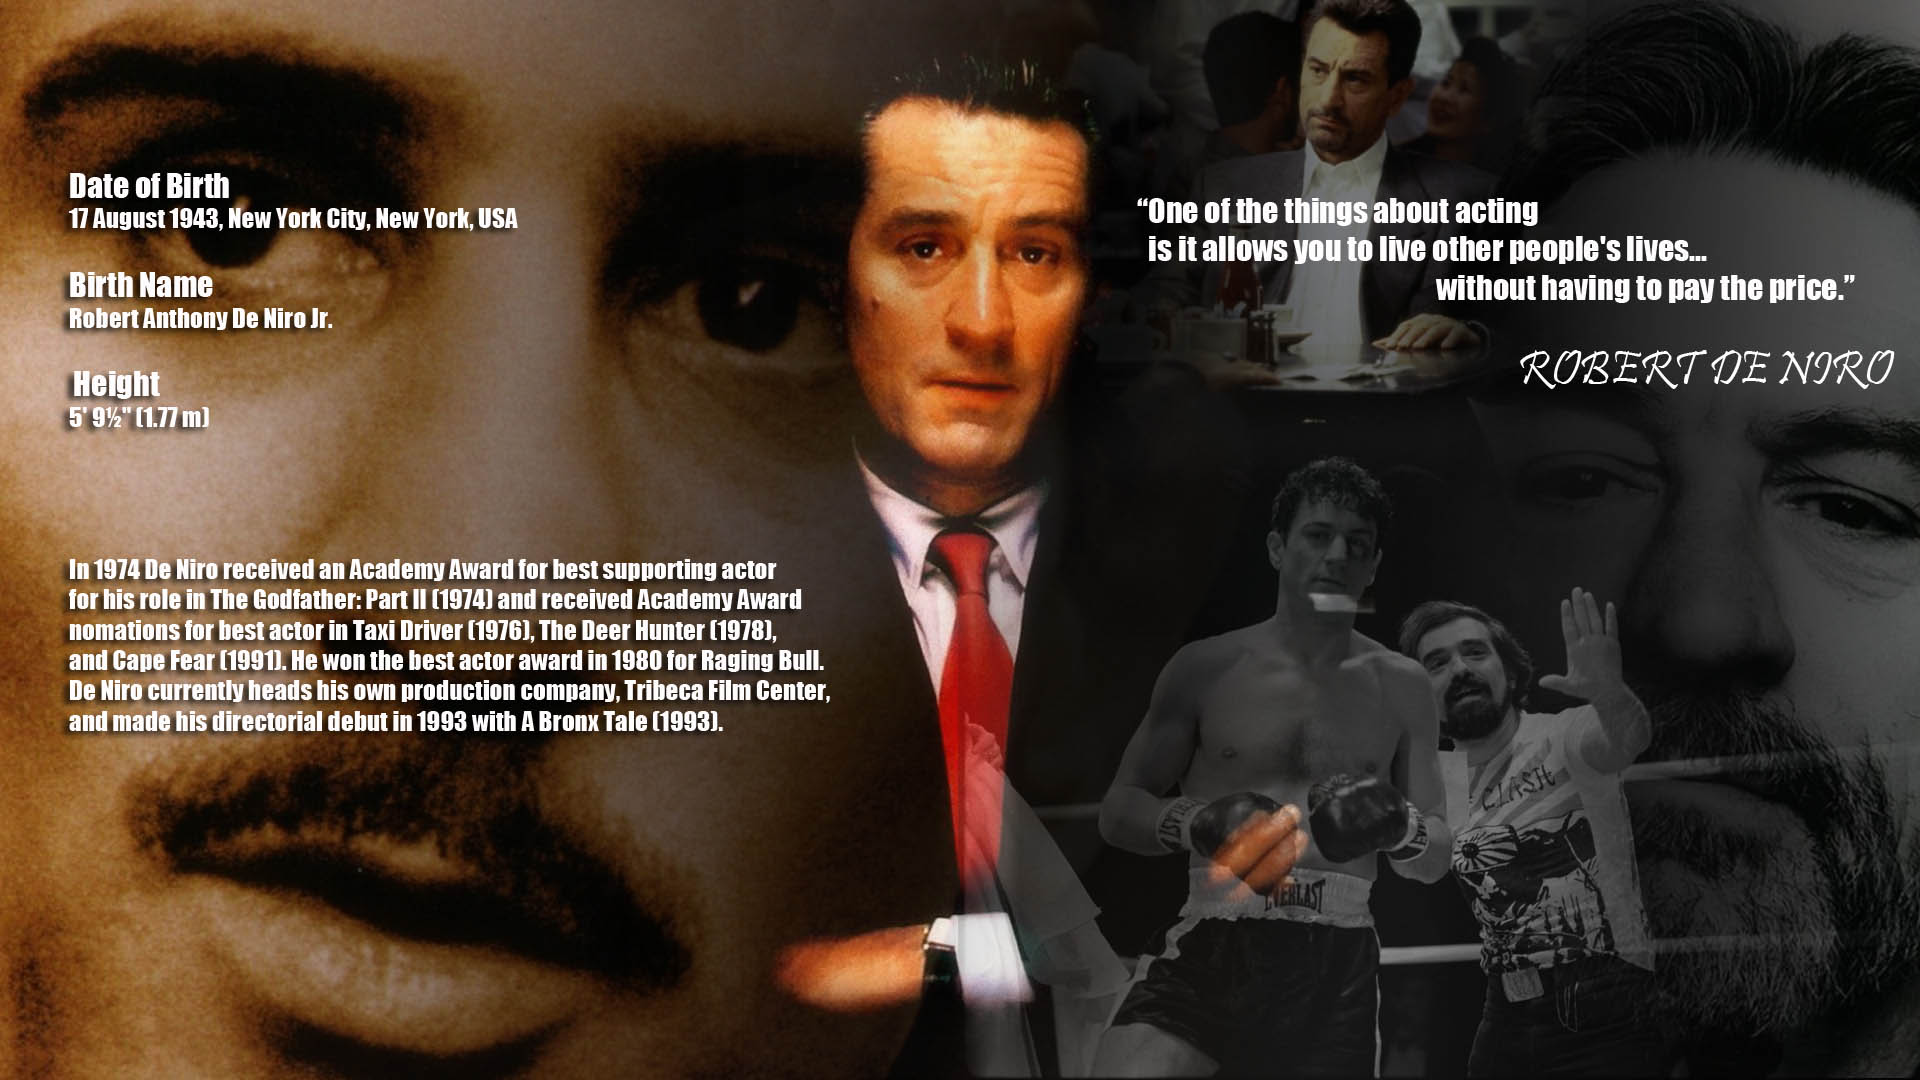 Date of Birth
17 August 1943, New York City, New York, USA
Birth Name
Robert Anthony De Niro Jr.
Height
5' 9½" (1.77 m)
In 1974 De Niro received an Academy Award for best supporting actor
for his role in The Godfather: Part II (1974) and received Academy Award
nomations for best actor in Taxi Driver (1976), The Deer Hunter (1978),
and Cape Fear (1991). He won the best actor award in 1980 for Raging Bull.
De Niro currently heads his own production company, Tribeca Film Center,
and made his directorial debut in 1993 with A Bronx Tale (1993).
“One of the things about acting
is it allows you to live other people's lives...
without having to pay the price.”
ROBERT DE NIRO
CLASH
EVERLAST